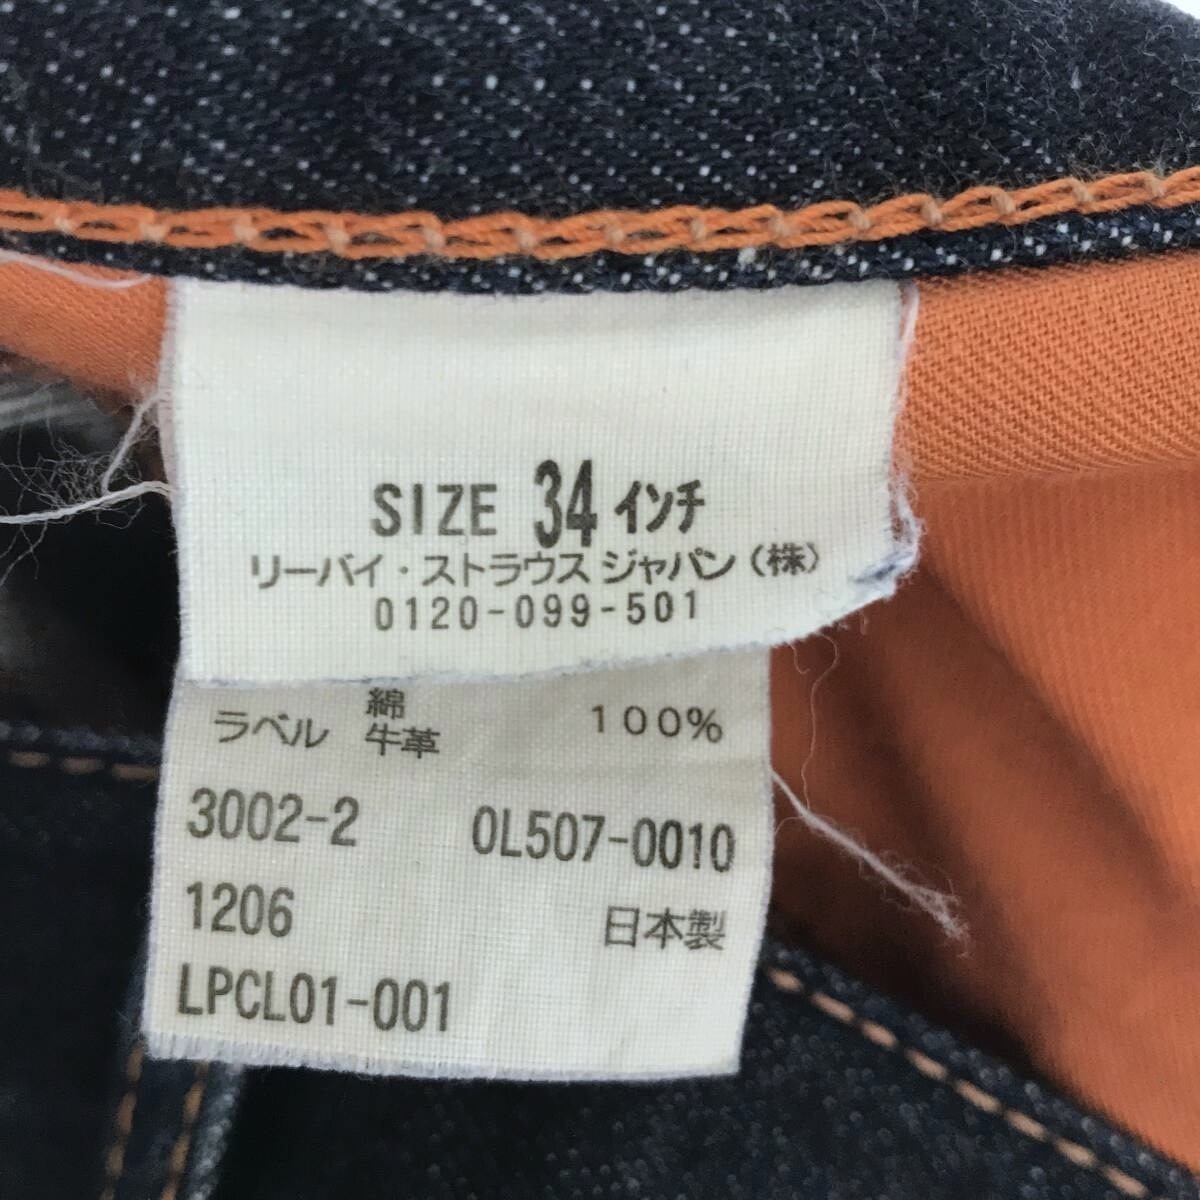 SIZE 34 インチ
リーバイ・ストラウス ジャパン(株)
0120-099-501
綿 100%
ラベル 牛革
3002-2 0L507-0010
1206 日本製
LPCL01-001